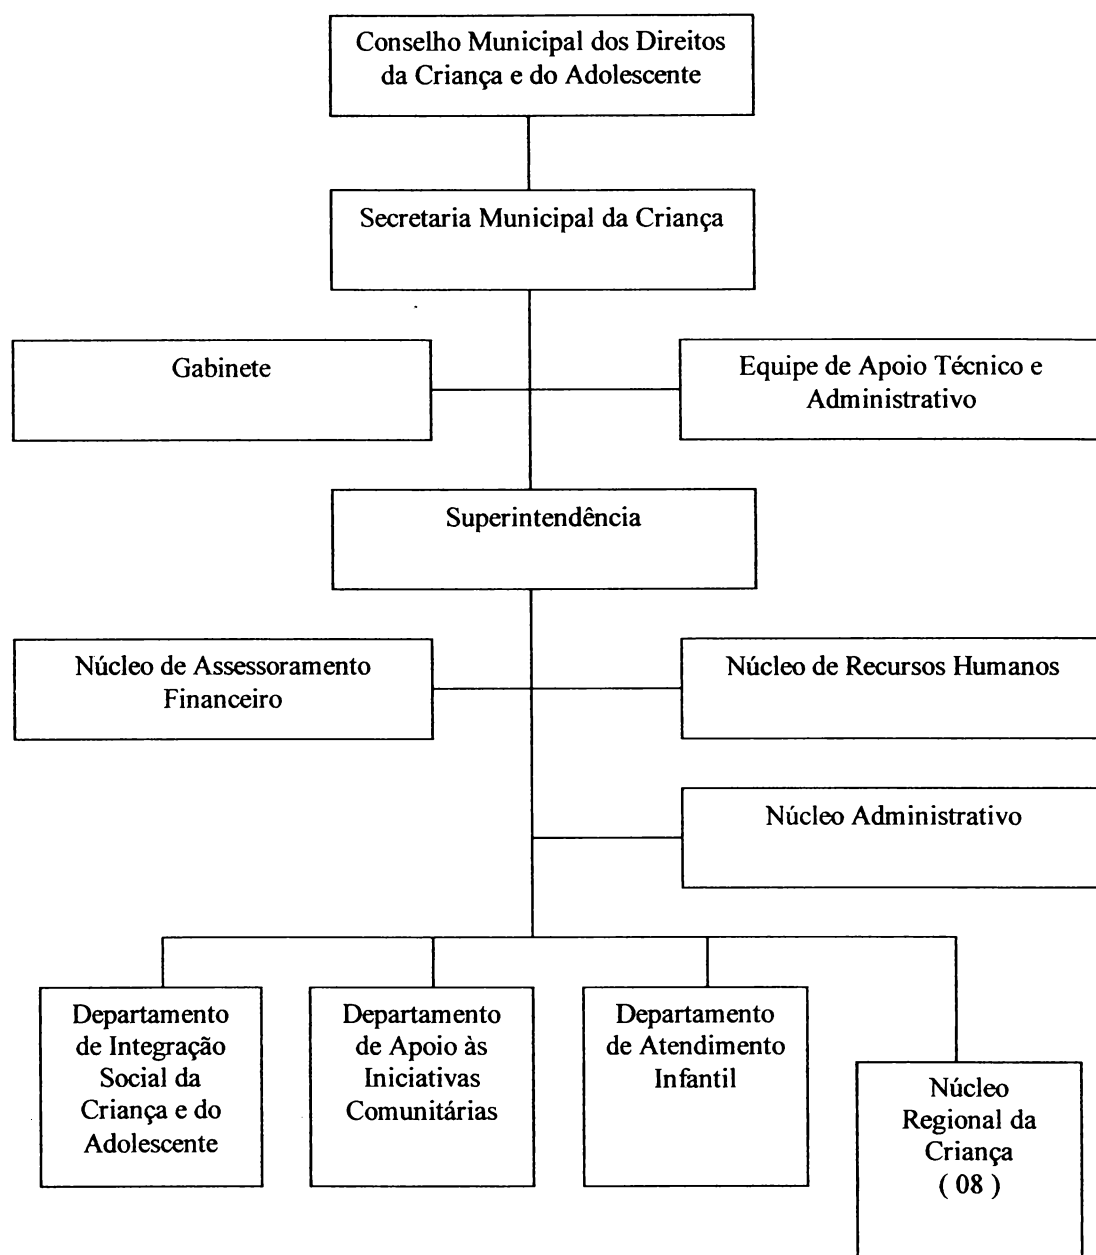 Conselho Municipal dos Direitos
da Criança e do Adolescente
Secretaria Municipal da Criança
Gabinete
Equipe de Apoio Técnico e
Administrativo
Superintendência
Núcleo de Assessoramento
Financeiro
Núcleo de Recursos Humanos
Núcleo Administrativo
Departamento
de Integração
Social da
Criança e do
Adolescente
Departamento
de Apoio às
Iniciativas
Comunitárias
Departamento
de Atendimento
Infantil
Núcleo
Regional da
Criança
( 08 )